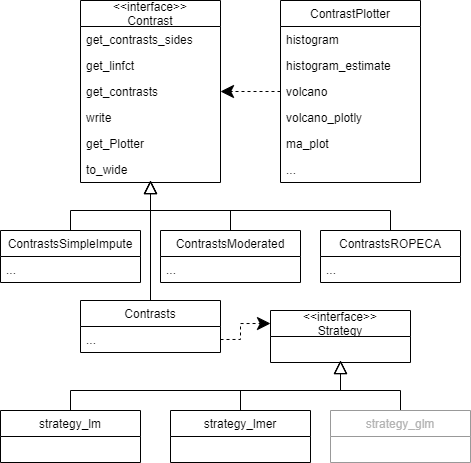 <<interface>>
Contrast
get_contrasts_sides
get_linfct
get_contrasts
write
get_Plotter
to_wide
ContrastPlotter
histogram
histogram_estimate
volcano
volcano_plotly
ma_plot
...
ContrastsSimpleImpute
...
ContrastsModerated
...
ContrastsROPECA
...
Contrasts
...
<<interface>>
Strategy
strategy_lm
strategy_lmer
strategy_glm